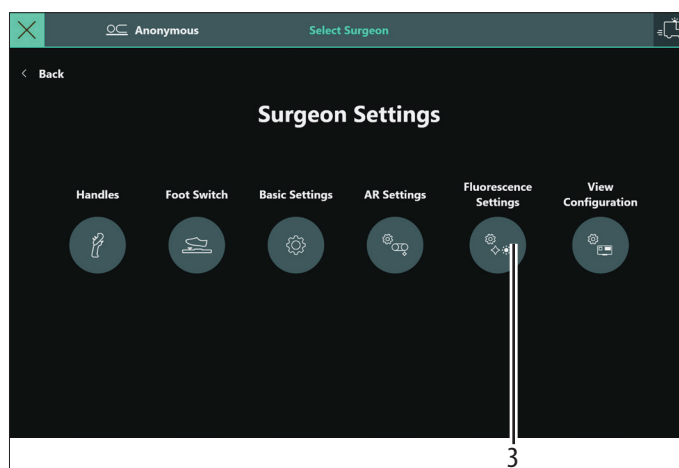 Anonymous Select Surgeon
Back
Surgeon Settings
Handles Foot Switch Basic Settings AR Settings Fluorescence Settings View Configuration
3